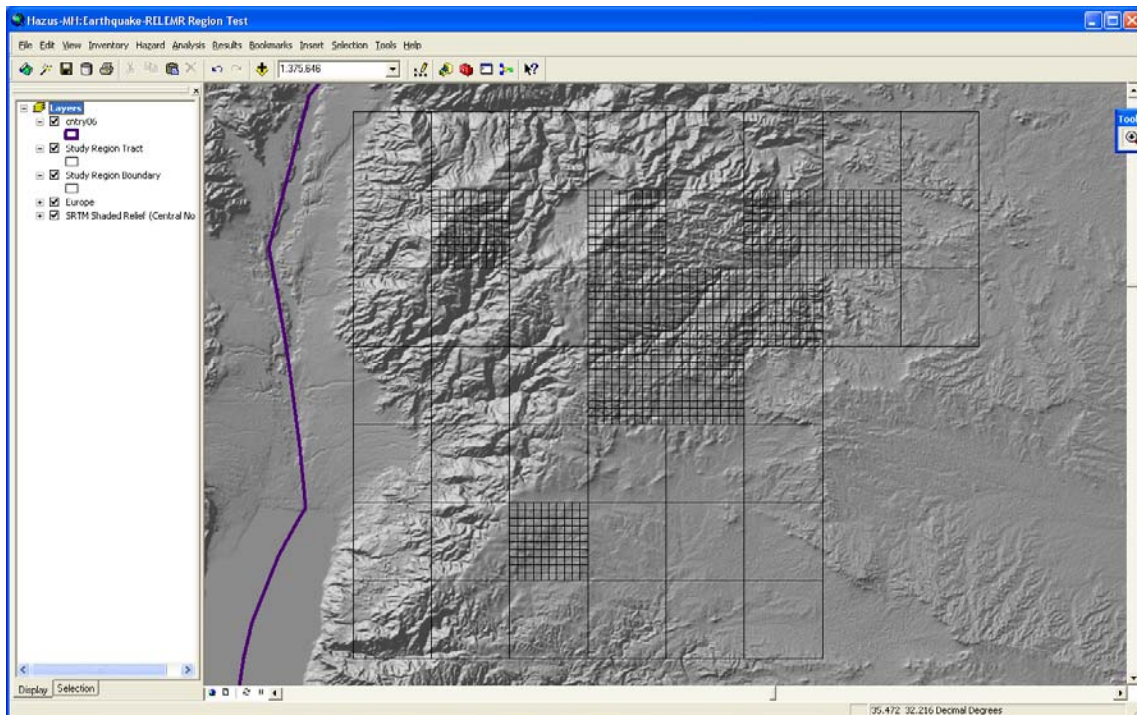 Hazus-MH:Earthquake-RELEMR Region Test
File Edit View Inventory Hazard Analysis Results Bookmarks Insert Selection Tools Help
1:375,646
Layers
cntry06
Study Region Tract
Study Region Boundary
Europe
SRTM Shaded Relief (Central No
Tool
Display Selection
35.472 32.216 Decimal Degrees